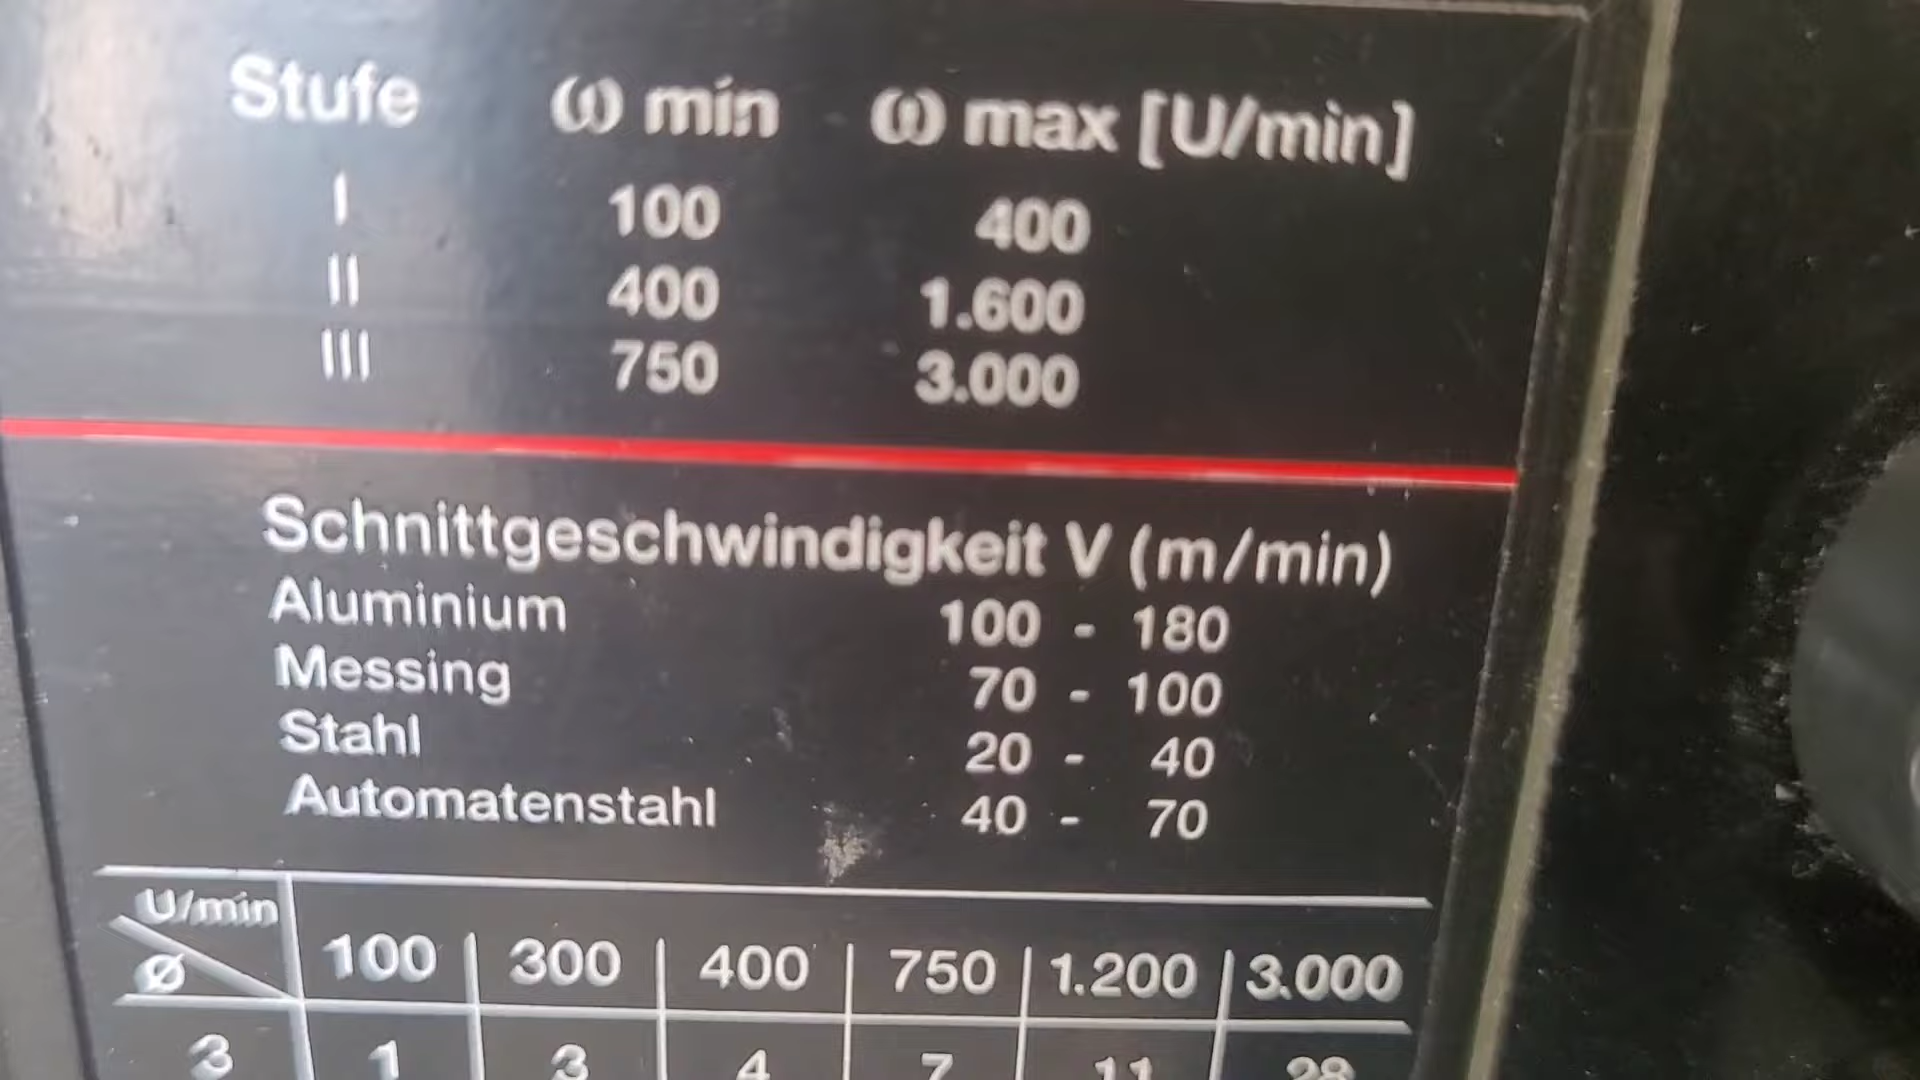 Stufe ω min ω max [U/min]
I 100 400
II 400 1.600
III 750 3.000
Schnittgeschwindigkeit V (m/min)
Aluminium 100 - 180
Messing 70 - 100
Stahl 20 - 40
Automatenstahl 40 - 70
U/min
Ø 100 300 400 750 1.200 3.000
3 1 3 4 7 11 28